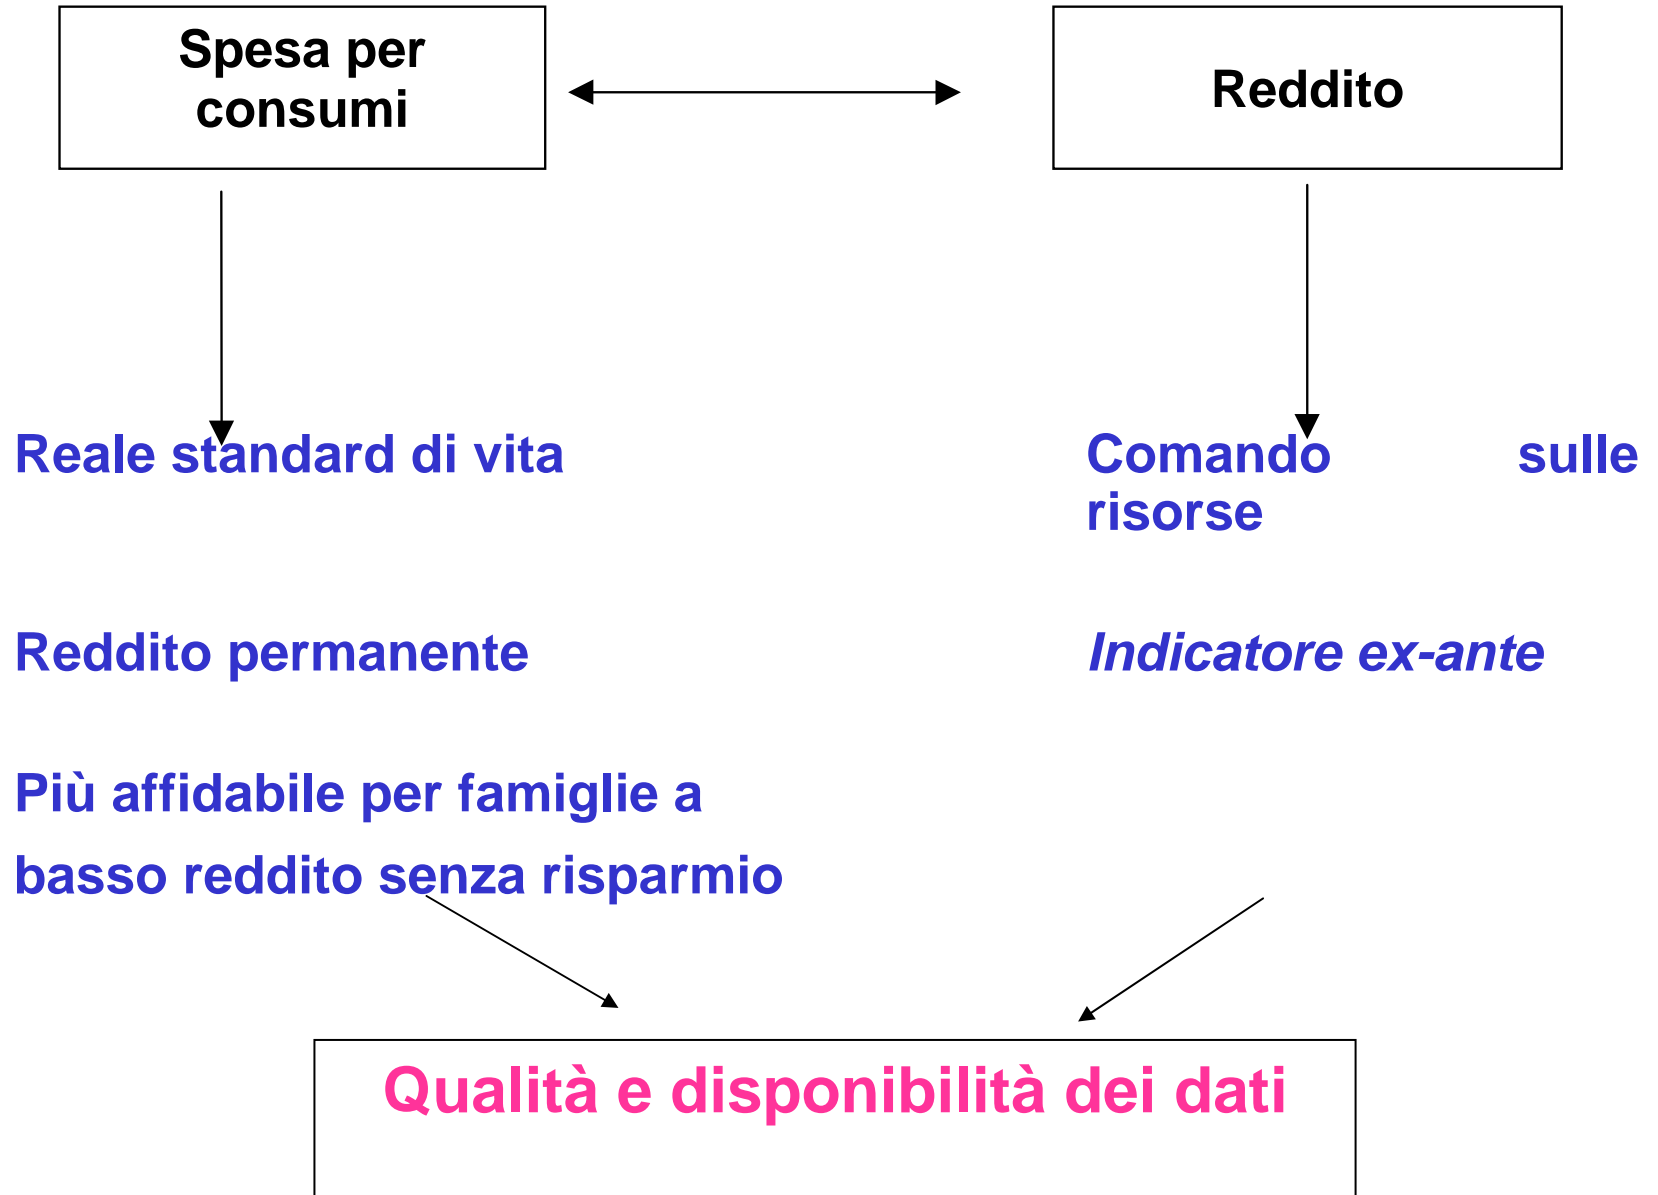 Spesa per
consumi
Reddito
Reale standard di vita
Comando sulle
risorse
Reddito permanente
Indicatore ex-ante
Più affidabile per famiglie a
basso reddito senza risparmio
Qualità e disponibilità dei dati